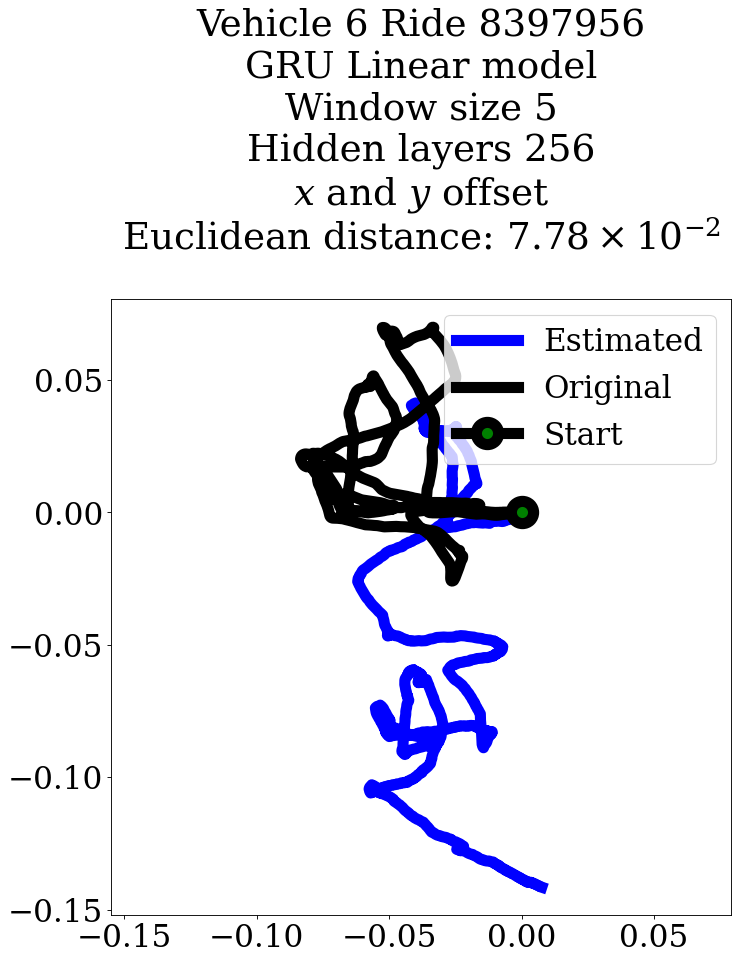 Vehicle 6 Ride 8397956
GRU Linear model
Window size 5
Hidden layers 256
x and y offset
Euclidean distance: 7.78 × 10⁻²
Estimated
Original
Start
0.05
0.00
−0.05
−0.10
−0.15
−0.15 −0.10 −0.05 0.00 0.05